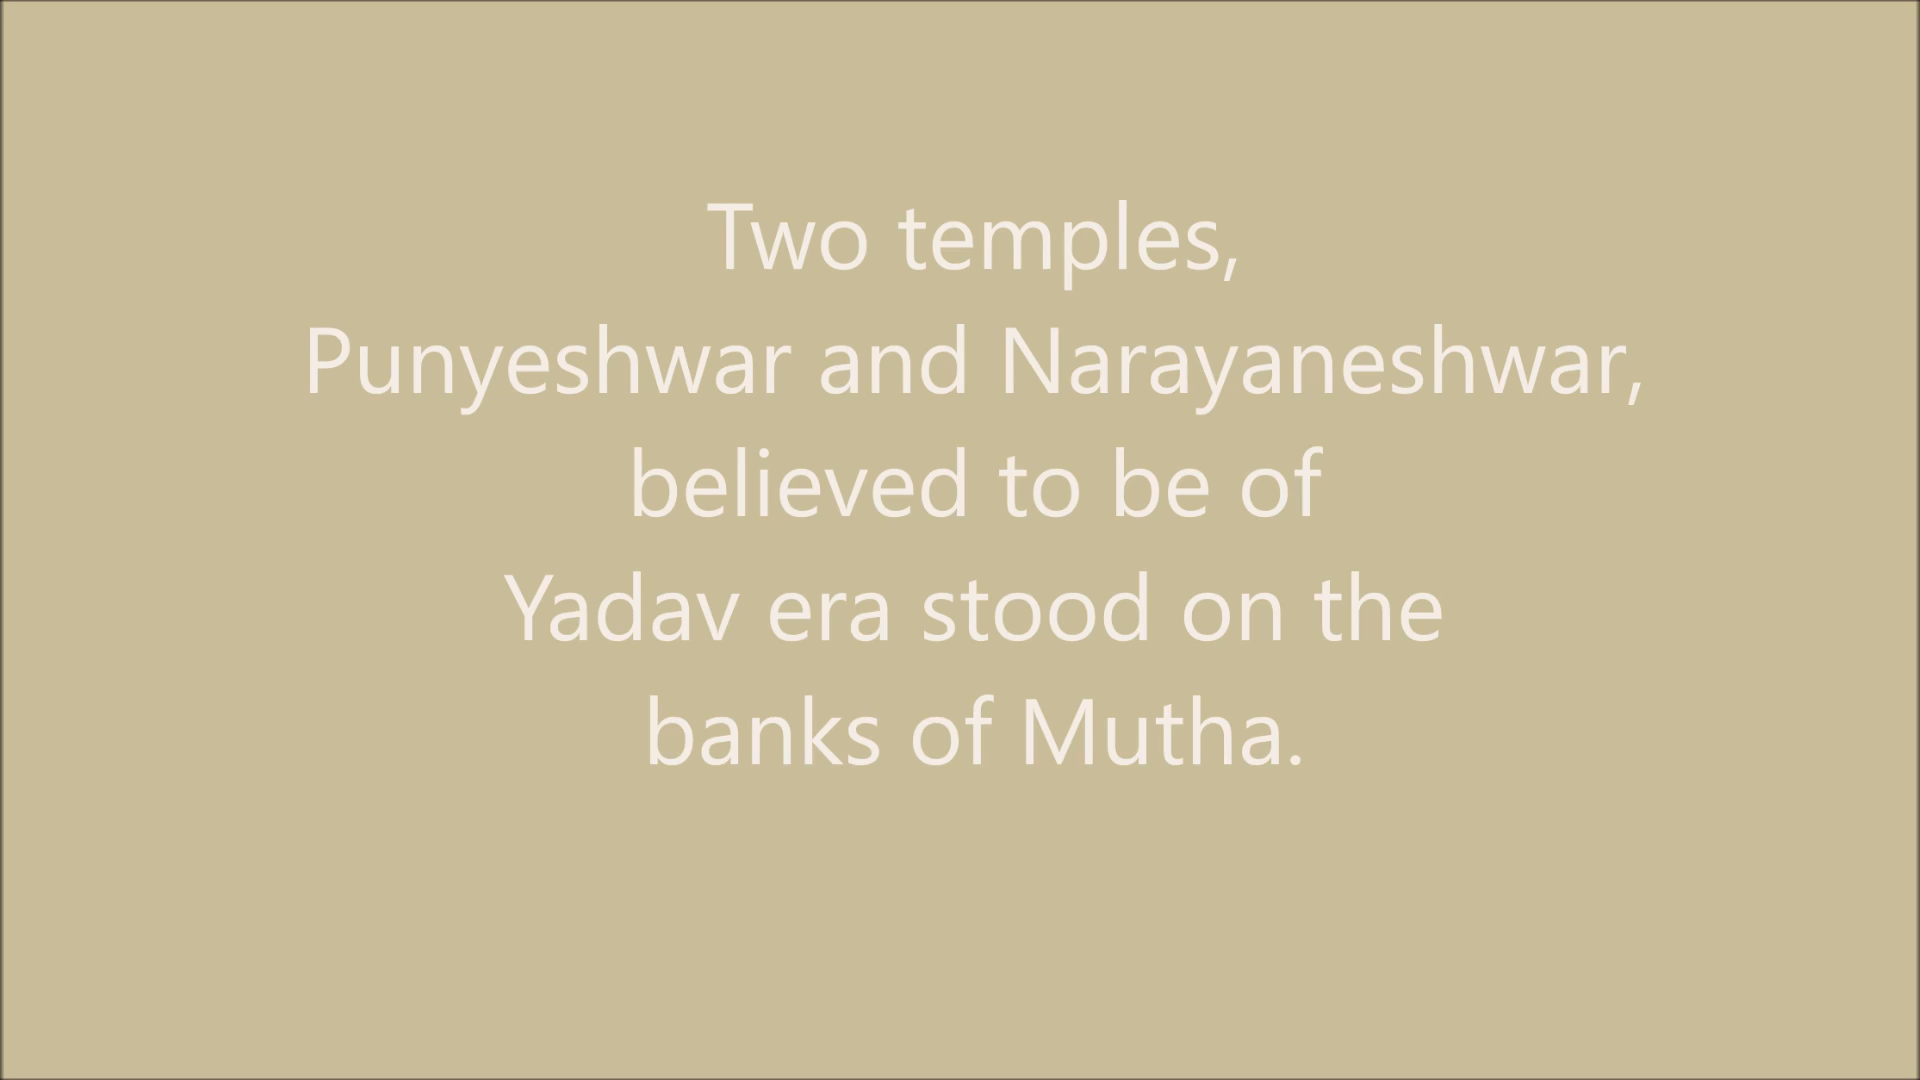 Two temples,
Punyeshwar and Narayaneshwar,
believed to be of
Yadav era stood on the
banks of Mutha.